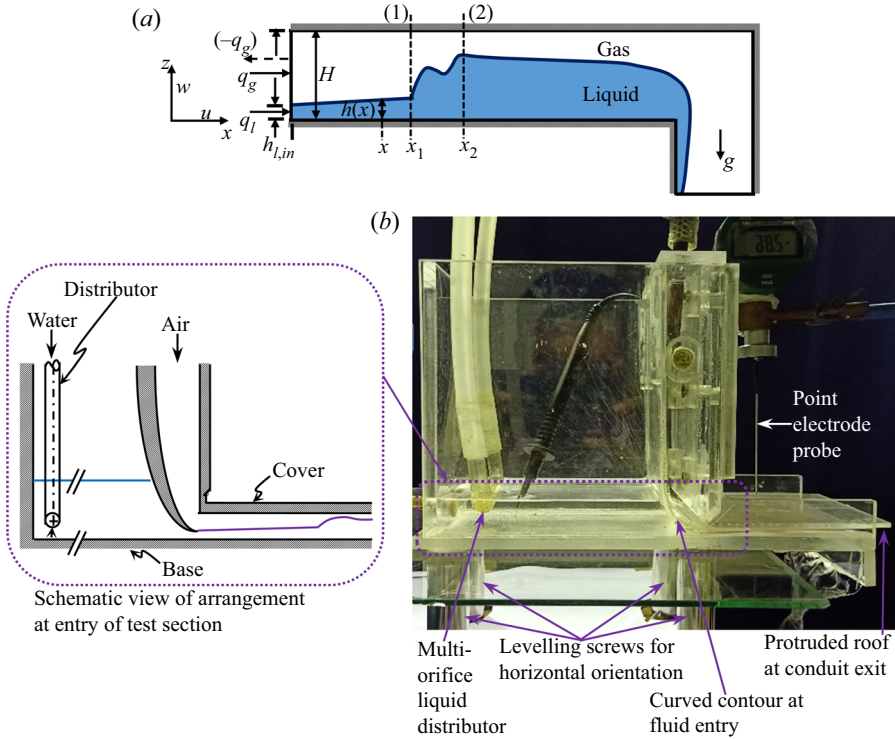 (a)
(1)
(2)
(–q_g)
z
w
q_g
H
Gas
Liquid
u
q_l
h(x)
x
h_{l,in}
x
x_1
x_2
g
(b)
Distributor
Water
Air
Cover
Base
Schematic view of arrangement
at entry of test section
Point
electrode
probe
Multi-
orifice
liquid
distributor
Levelling screws for
horizontal orientation
Curved contour at
fluid entry
Protruded roof
at conduit exit